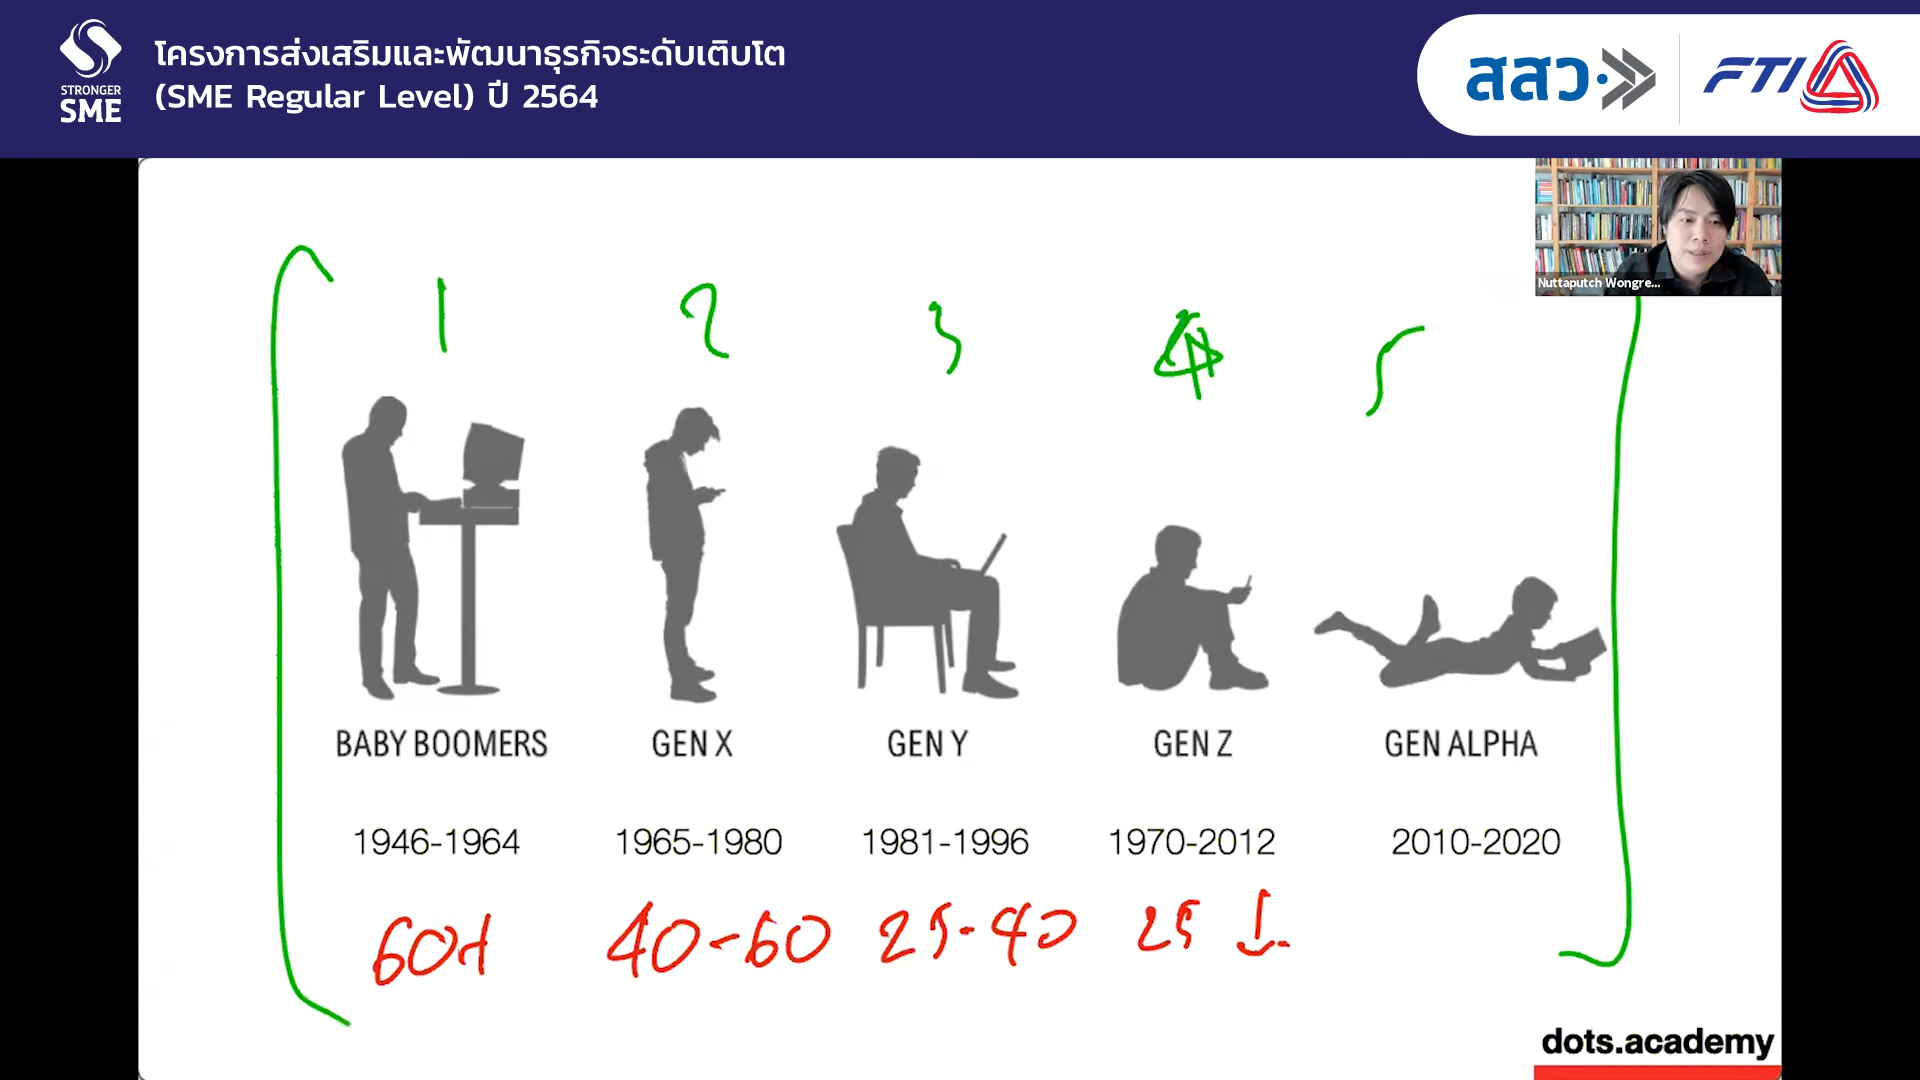 STRONGER
SME
โครงการส่งเสริมและพัฒนาธุรกิจระดับเติบโต
(SME Regular Level) ปี 2564
สสว
FTI
Nuttaputch Wongre...
1 2 3 4 5
BABY BOOMERS GEN X GEN Y GEN Z GEN ALPHA
1946-1964 1965-1980 1981-1996 1970-2012 2010-2020
60+ 40-60 25-40 25 ↓
dots.academy